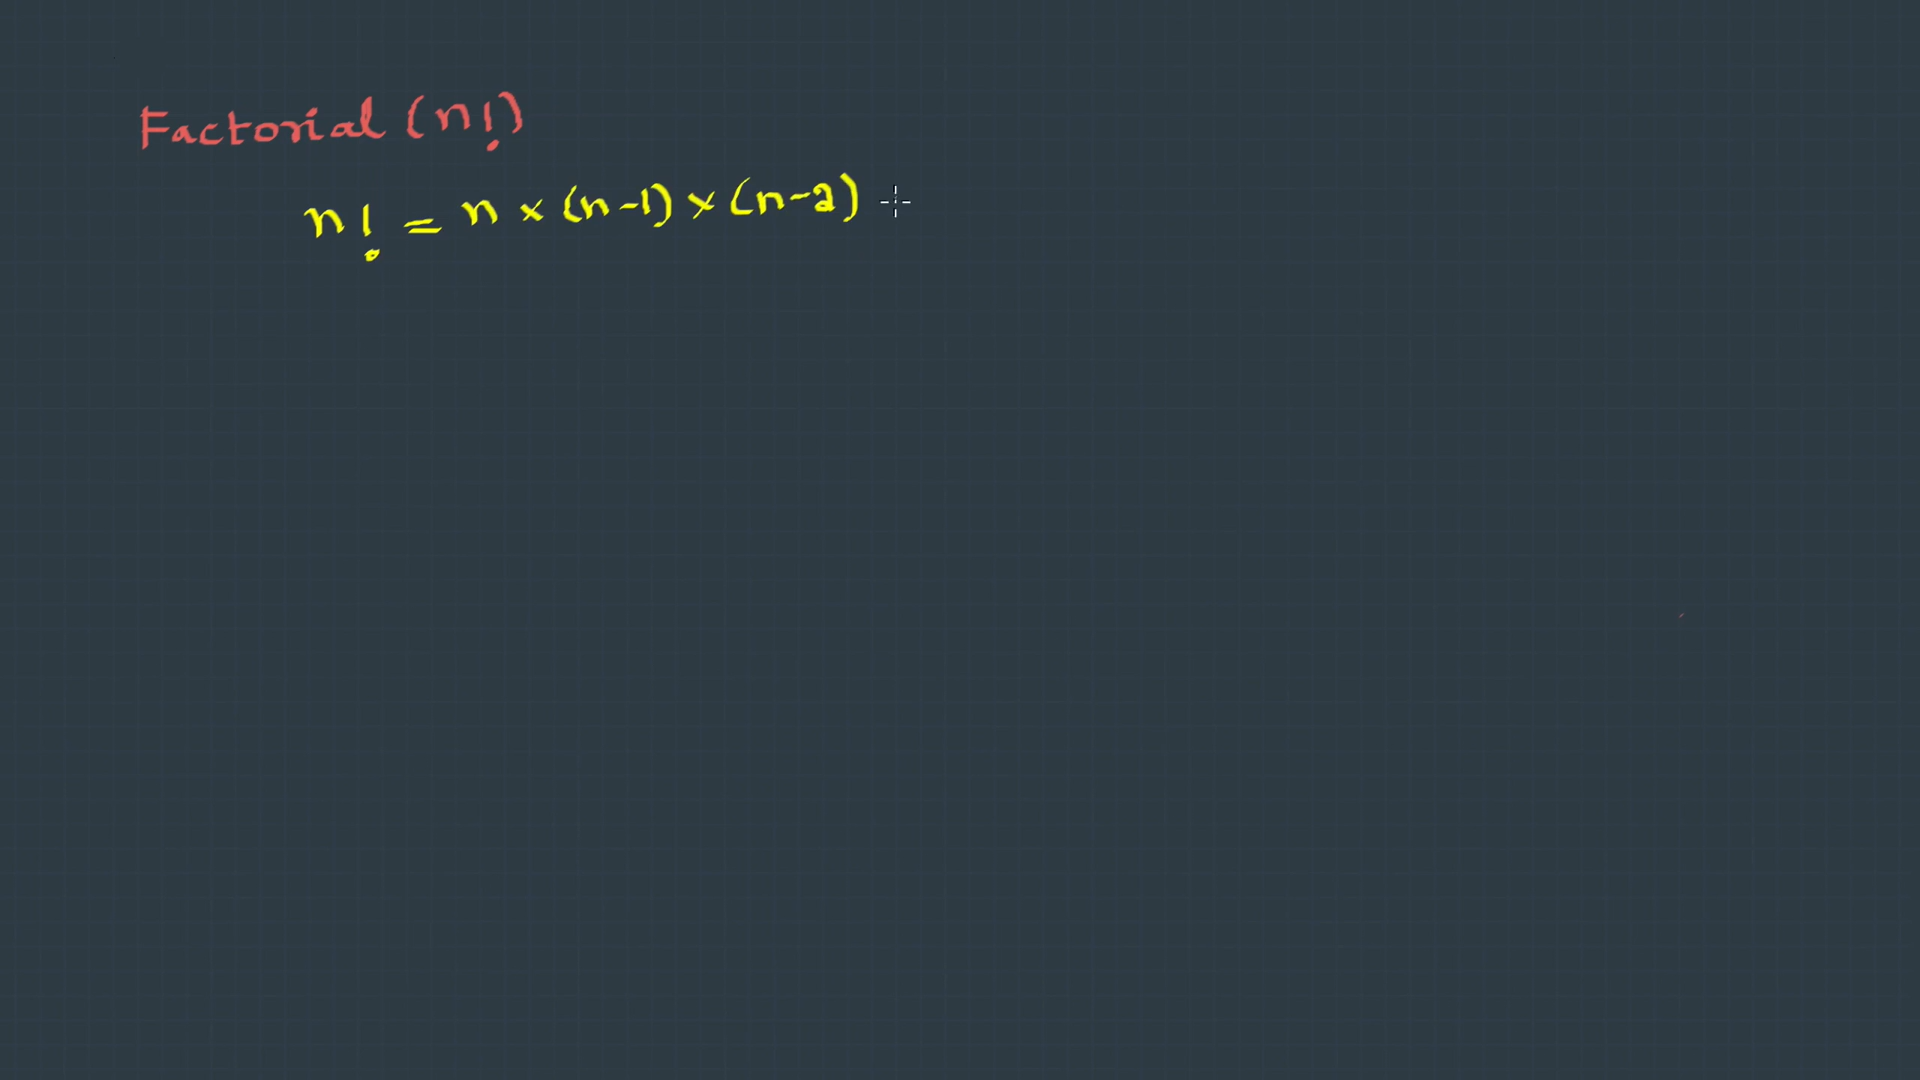 Factorial (n!)
n! = n × (n-1) × (n-2)